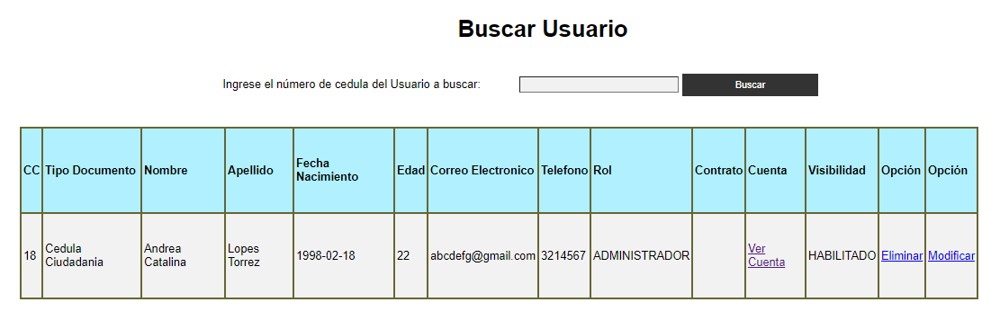 Buscar Usuario
Ingrese el número de cedula del Usuario a buscar: Buscar
CC Tipo Documento Nombre Apellido Fecha Nacimiento Edad Correo Electronico Telefono Rol Contrato Cuenta Visibilidad Opción Opción
18 Cedula Ciudadania Andrea Catalina Lopes Torrez 1998-02-18 22 abcdefg@gmail.com 3214567 ADMINISTRADOR Ver Cuenta HABILITADO Eliminar Modificar